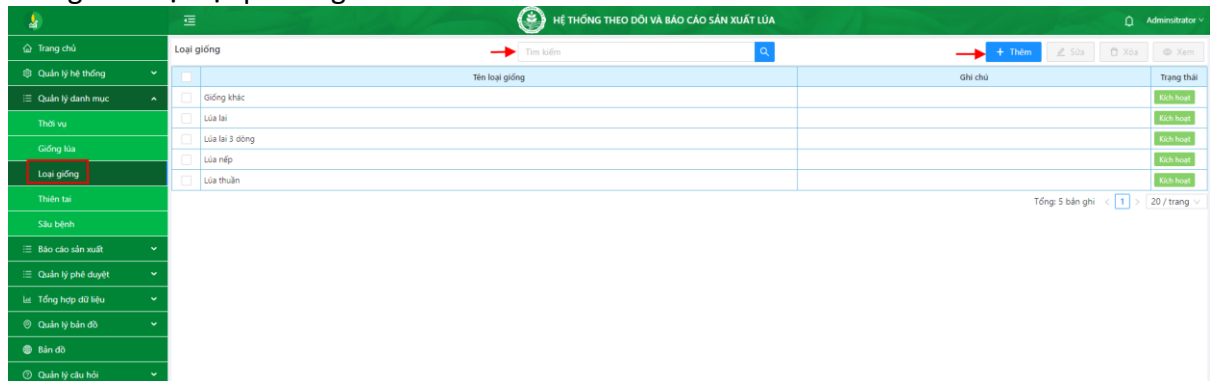 HỆ THỐNG THEO DÕI VÀ BÁO CÁO SẢN XUẤT LÚA
Adminsitrator
Trang chủ
Quản lý hệ thống
Quản lý danh mục
Thời vụ
Giống lúa
Loại giống
Thiên tai
Sâu bệnh
Báo cáo sản xuất
Quản lý phê duyệt
Tổng hợp dữ liệu
Quản lý bản đồ
Bản đồ
Quản lý câu hỏi
Loại giống
Tìm kiếm
+ Thêm
Sửa
Xóa
Xem
Tên loại giống Ghi chú Trạng thái
Giống khác Kích hoạt
Lúa lai Kích hoạt
Lúa lai 3 dòng Kích hoạt
Lúa nếp Kích hoạt
Lúa thuần Kích hoạt
Tổng: 5 bản ghi < 1 > 20 / trang